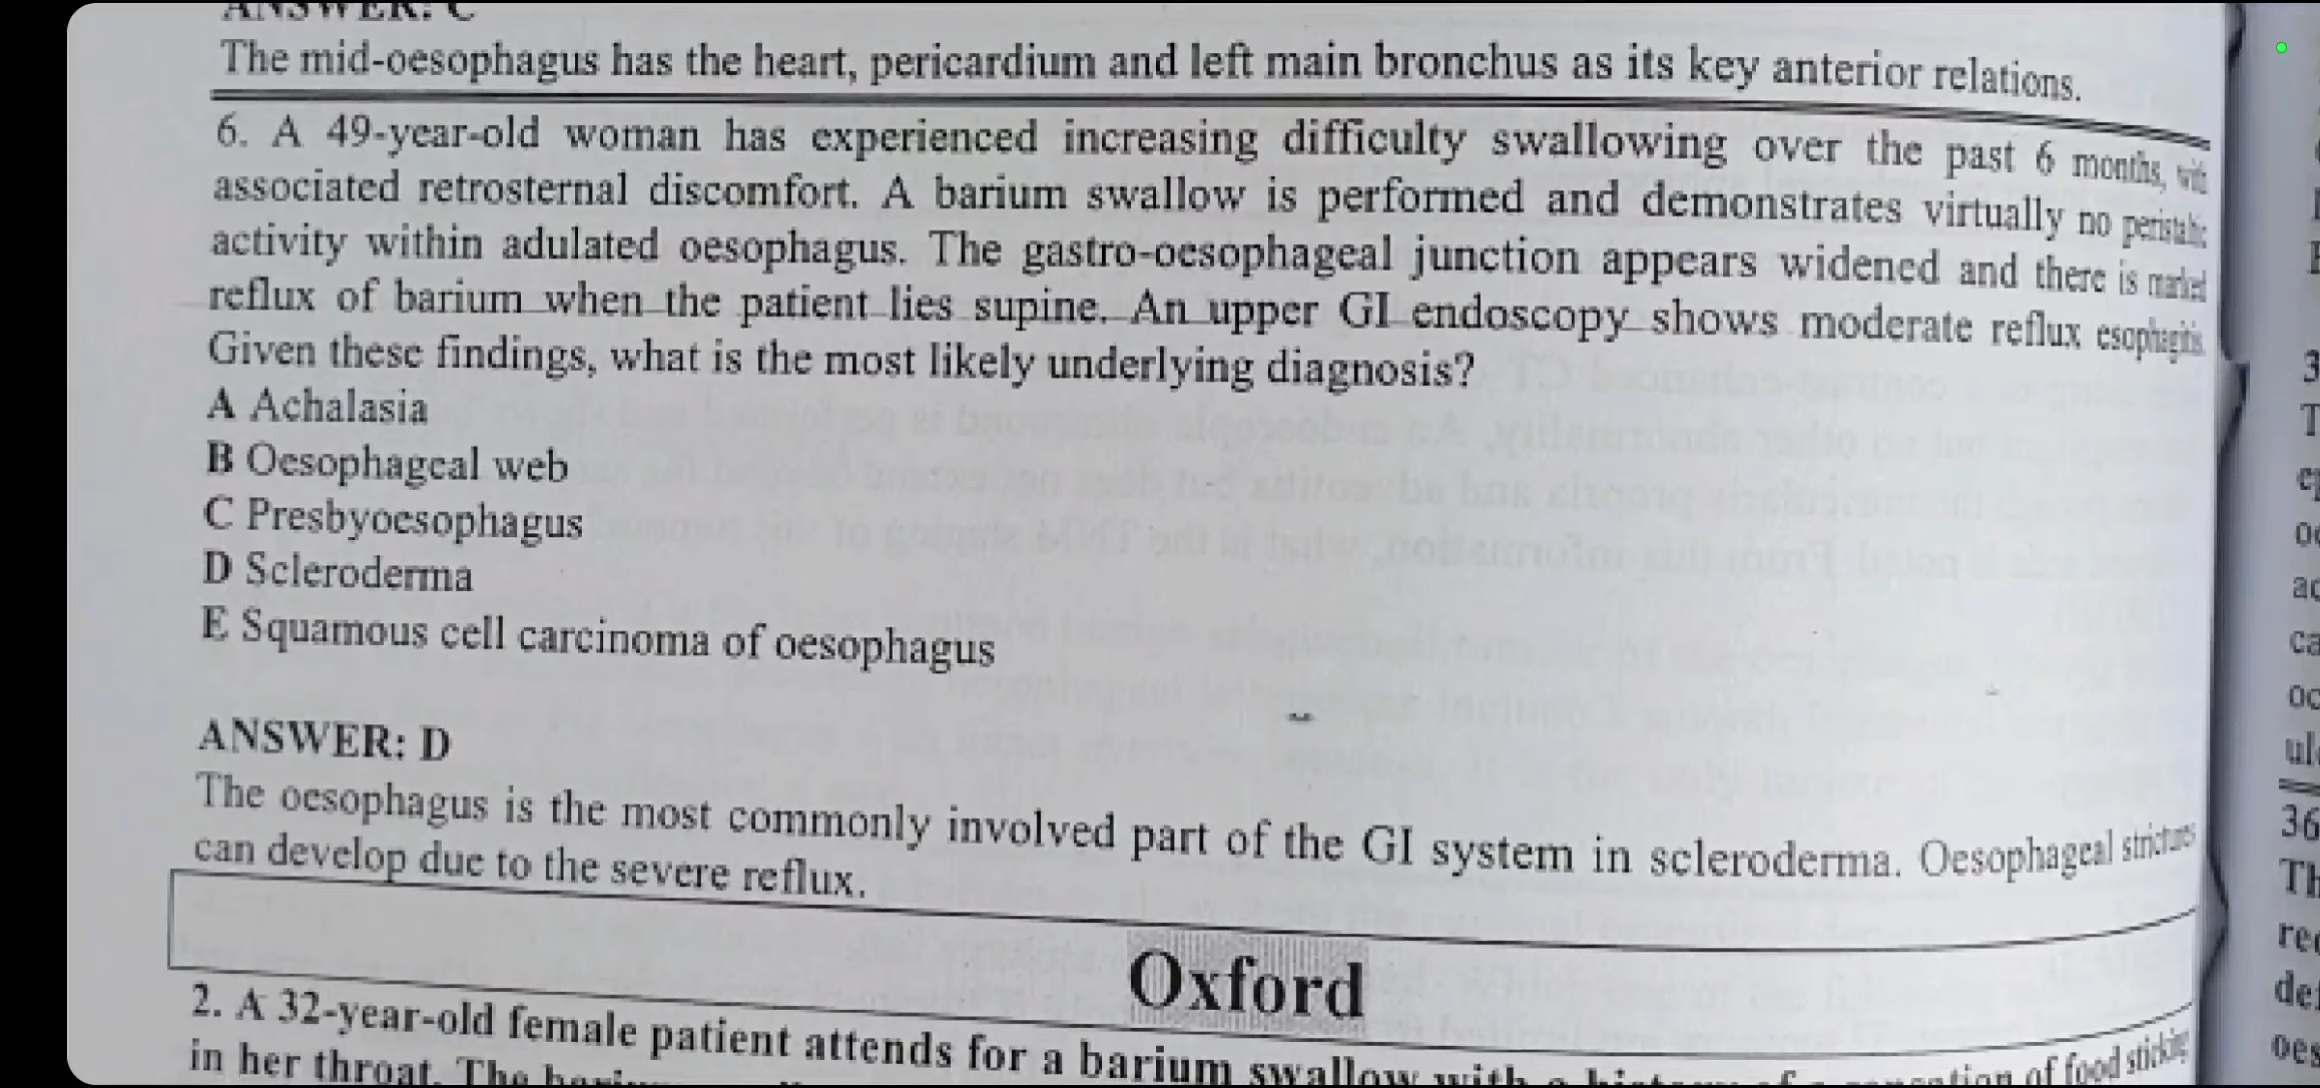 ANSWER: C
The mid-oesophagus has the heart, pericardium and left main bronchus as its key anterior relations.
6. A 49-year-old woman has experienced increasing difficulty swallowing over the past 6 months, with
associated retrosternal discomfort. A barium swallow is performed and demonstrates virtually no peristaltic
activity within adulated oesophagus. The gastro-oesophageal junction appears widened and there is marked
reflux of barium when the patient lies supine. An upper GI endoscopy shows moderate reflux esophagitis.
Given these findings, what is the most likely underlying diagnosis?
A Achalasia
B Oesophageal web
C Presbyoesophagus
D Scleroderma
E Squamous cell carcinoma of oesophagus
ANSWER: D
The oesophagus is the most commonly involved part of the GI system in scleroderma. Oesophageal strictures
can develop due to the severe reflux.
Oxford
2. A 32-year-old female patient attends for a barium swallow with a history of a sensation of food sticking
in her throat. The
3
T
36
Th